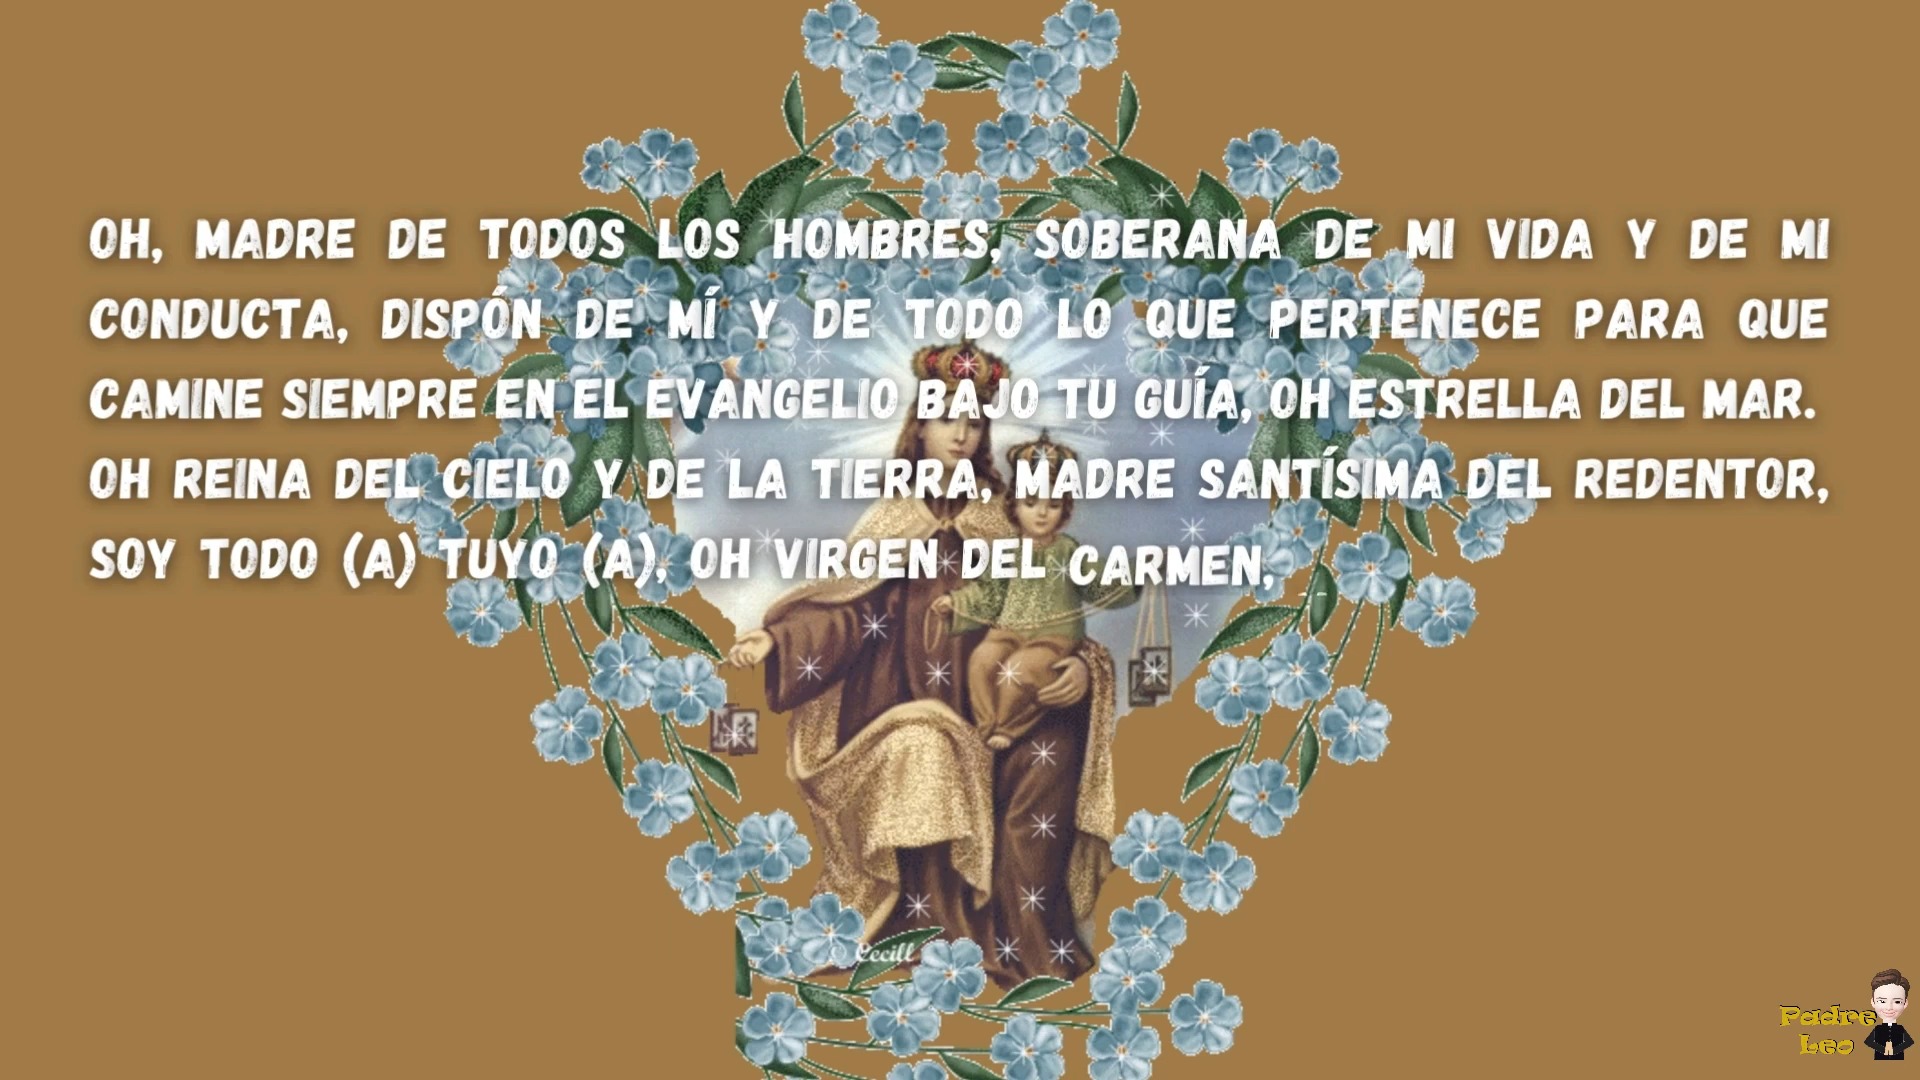 OH, MADRE DE TODOS LOS HOMBRES, SOBERANA DE MI VIDA Y DE MI
CONDUCTA, DISPÓN DE MÍ Y DE TODO LO QUE PERTENECE PARA QUE
CAMINE SIEMPRE EN EL EVANGELIO BAJO TU GUÍA, OH ESTRELLA DEL MAR.
OH REINA DEL CIELO Y DE LA TIERRA, MADRE SANTÍSIMA DEL REDENTOR,
SOY TODO (A) TUYO (A), OH VIRGEN DEL CARMEN,
© Cecill
Padre
Leo